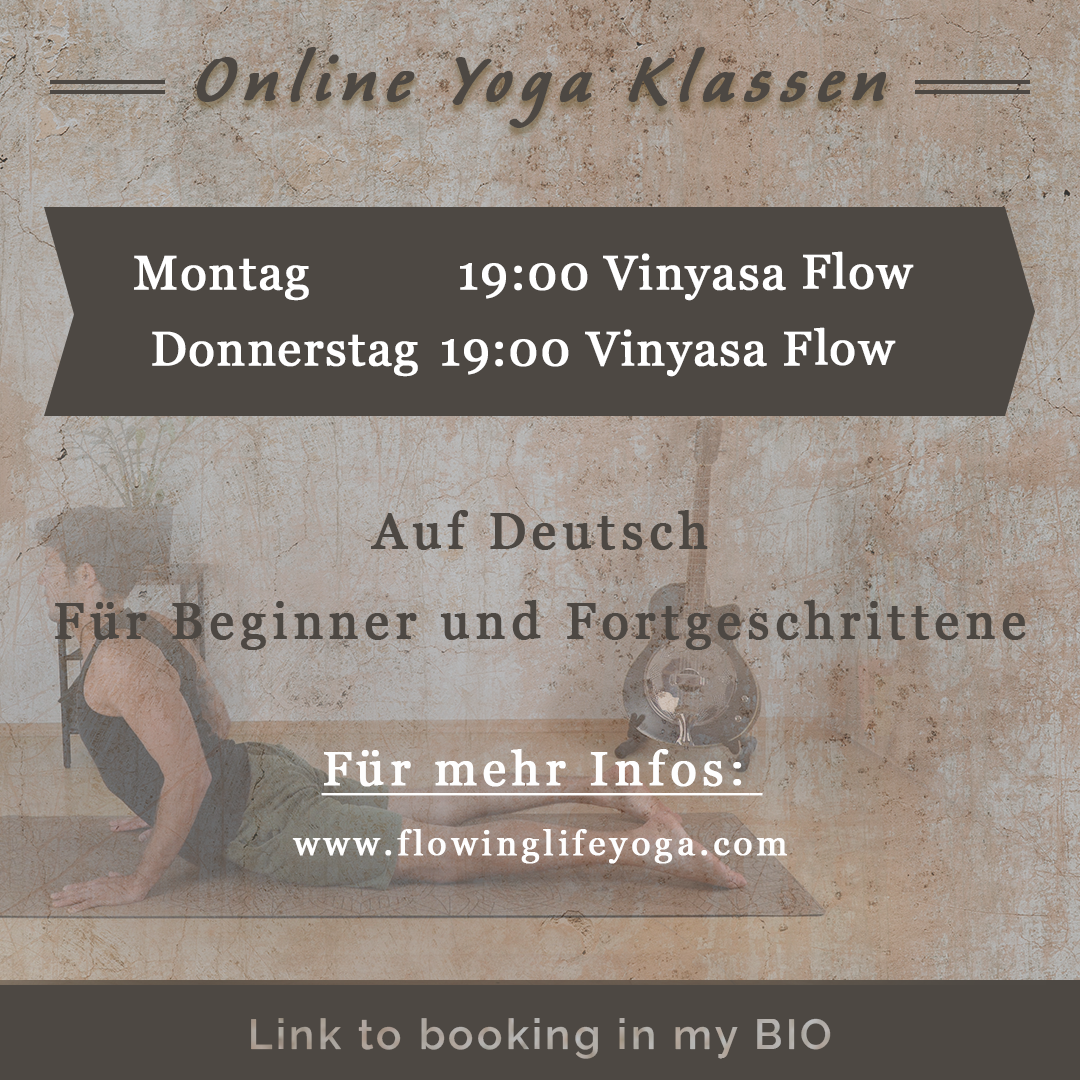 Online Yoga Klassen
Montag 19:00 Vinyasa Flow
Donnerstag 19:00 Vinyasa Flow
Auf Deutsch
Für Beginner und Fortgeschrittene
Für mehr Infos:
www.flowinglifeyoga.com
Link to booking in my BIO